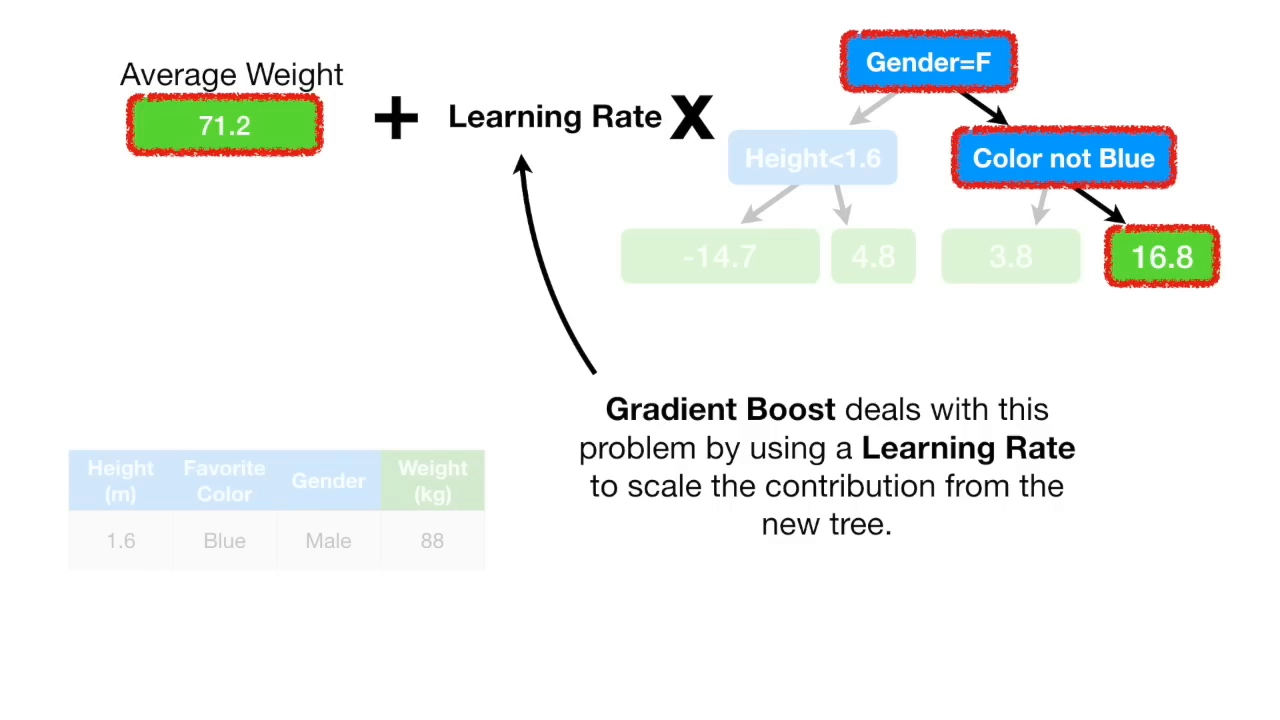 Average Weight
71.2
+ Learning Rate X
Gender=F
Height<1.6
Color not Blue
-14.7
4.8
3.8
16.8
Gradient Boost deals with this
problem by using a Learning Rate
to scale the contribution from the
new tree.
Height
(m)
Favorite
Color
Gender
Weight
(kg)
1.6
Blue
Male
88